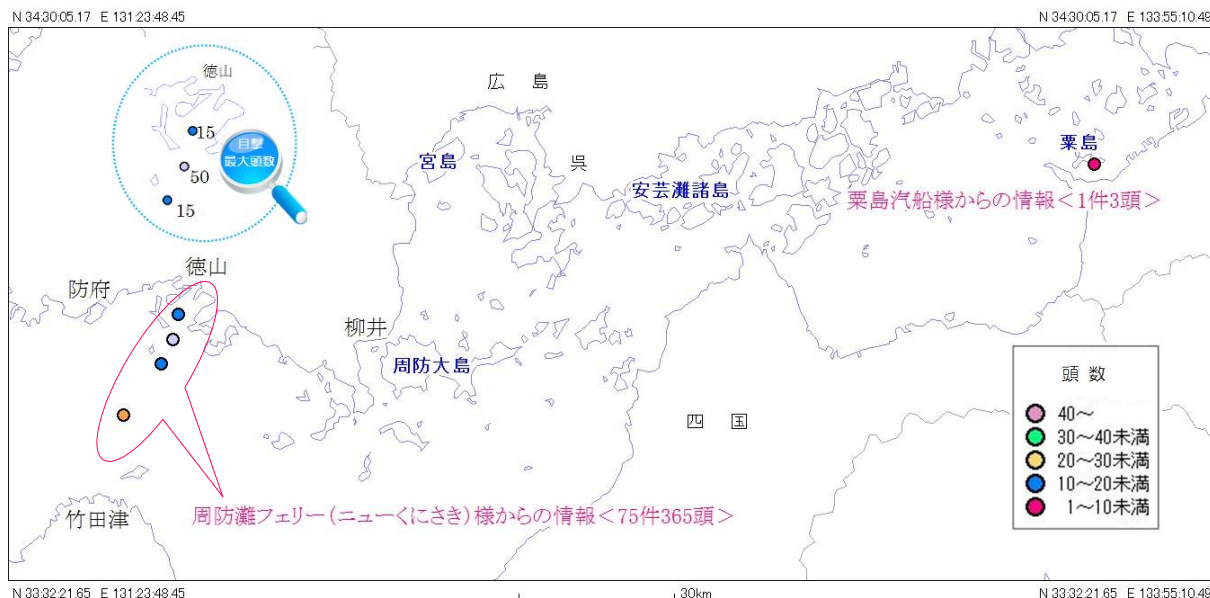 N 34:30:05.17 E 131:23:48.45
N 34:30:05.17 E 133:55:10.49
徳山
15
50
15
目撃
最大頭数
広島
宮島
呉
安芸灘諸島
粟島
粟島汽船様からの情報<1件3頭>
徳山
防府
柳井
周防大島
四国
竹田津
周防灘フェリー(ニューくにさき)様からの情報<75件365頭>
頭数
40~
30~40未満
20~30未満
10~20未満
1~10未満
N 33:32:21.65 E 131:23:48.45
30km
N 33:32:21.65 E 133:55:10.49